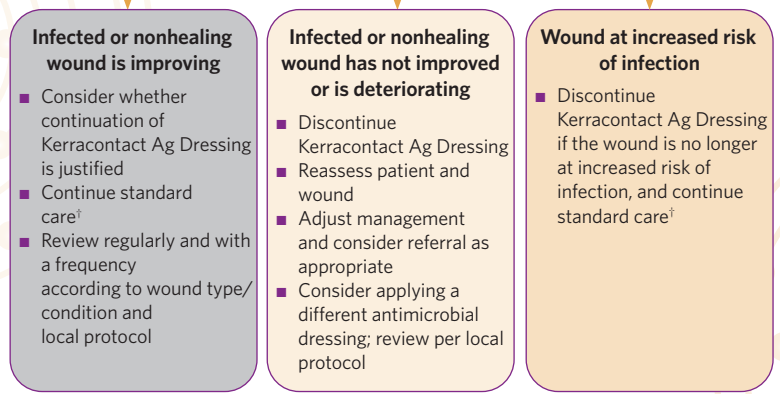 Infected or nonhealing
wound is improving
■ Consider whether
continuation of
Kerracontact Ag Dressing
is justified
■ Continue standard
care†
■ Review regularly and with
a frequency
according to wound type/
condition and
local protocol
Infected or nonhealing
wound has not improved
or is deteriorating
■ Discontinue
Kerracontact Ag Dressing
■ Reassess patient and
wound
■ Adjust management
and consider referral as
appropriate
■ Consider applying a
different antimicrobial
dressing; review per local
protocol
Wound at increased risk
of infection
■ Discontinue
Kerracontact Ag Dressing
if the wound is no longer
at increased risk of
infection, and continue
standard care†